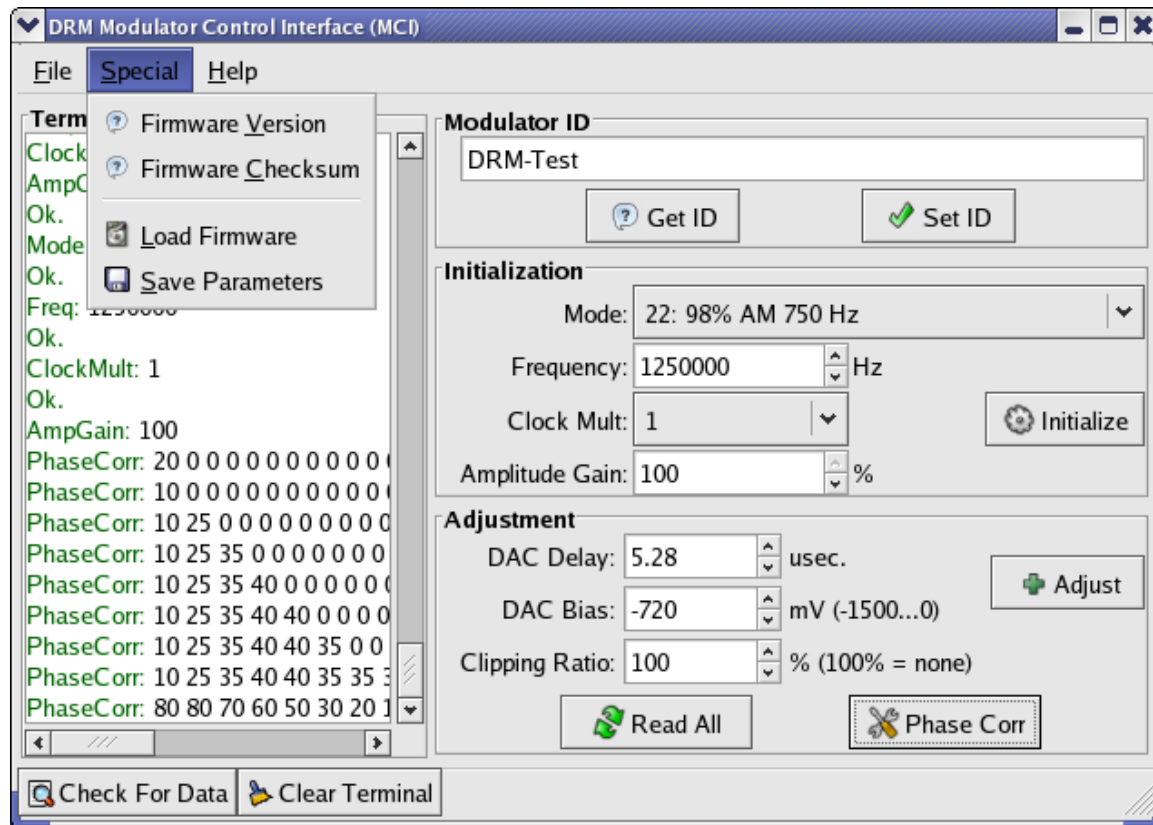 DRM Modulator Control Interface (MCI)
File Special Help
Firmware Version
Firmware Checksum
Load Firmware
Save Parameters
Term
Clock
Ok.
Mode
Ok.
Freq: 1250000
Ok.
ClockMult: 1
Ok.
AmpGain: 100
PhaseCorr: 20 0 0 0 0 0 0 0 0 0 0
PhaseCorr: 10 0 0 0 0 0 0 0 0 0 0
PhaseCorr: 10 25 0 0 0 0 0 0 0 0
PhaseCorr: 10 25 35 0 0 0 0 0 0 0
PhaseCorr: 10 25 35 40 0 0 0 0 0
PhaseCorr: 10 25 35 40 40 0 0 0 0
PhaseCorr: 10 25 35 40 40 35 0 0
PhaseCorr: 10 25 35 40 40 35 35 3
PhaseCorr: 80 80 70 60 50 30 20 1
Modulator ID
DRM-Test
Get ID Set ID
Initialization
Mode: 22: 98% AM 750 Hz
Frequency: 1250000 Hz
Clock Mult: 1
Initialize
Amplitude Gain: 100 %
Adjustment
DAC Delay: 5.28 usec.
Adjust
DAC Bias: -720 mV (-1500...0)
Clipping Ratio: 100 % (100% = none)
Read All Phase Corr
Check For Data Clear Terminal